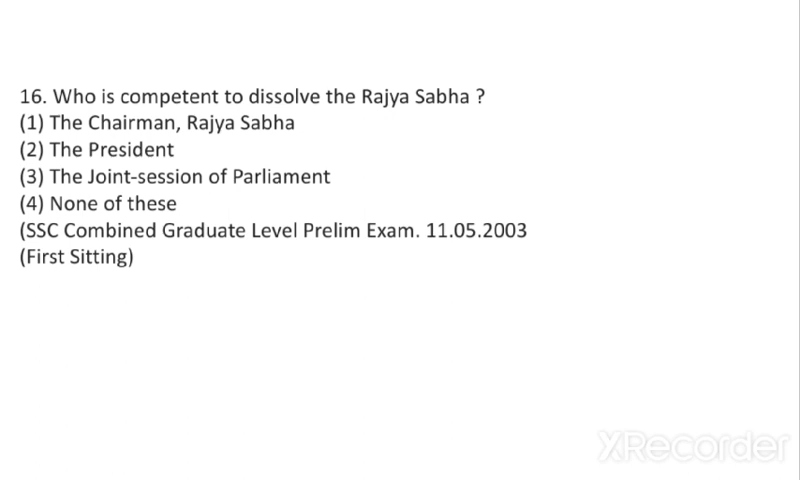 16. Who is competent to dissolve the Rajya Sabha ?
(1) The Chairman, Rajya Sabha
(2) The President
(3) The Joint-session of Parliament
(4) None of these
(SSC Combined Graduate Level Prelim Exam. 11.05.2003
(First Sitting)
XRecorder